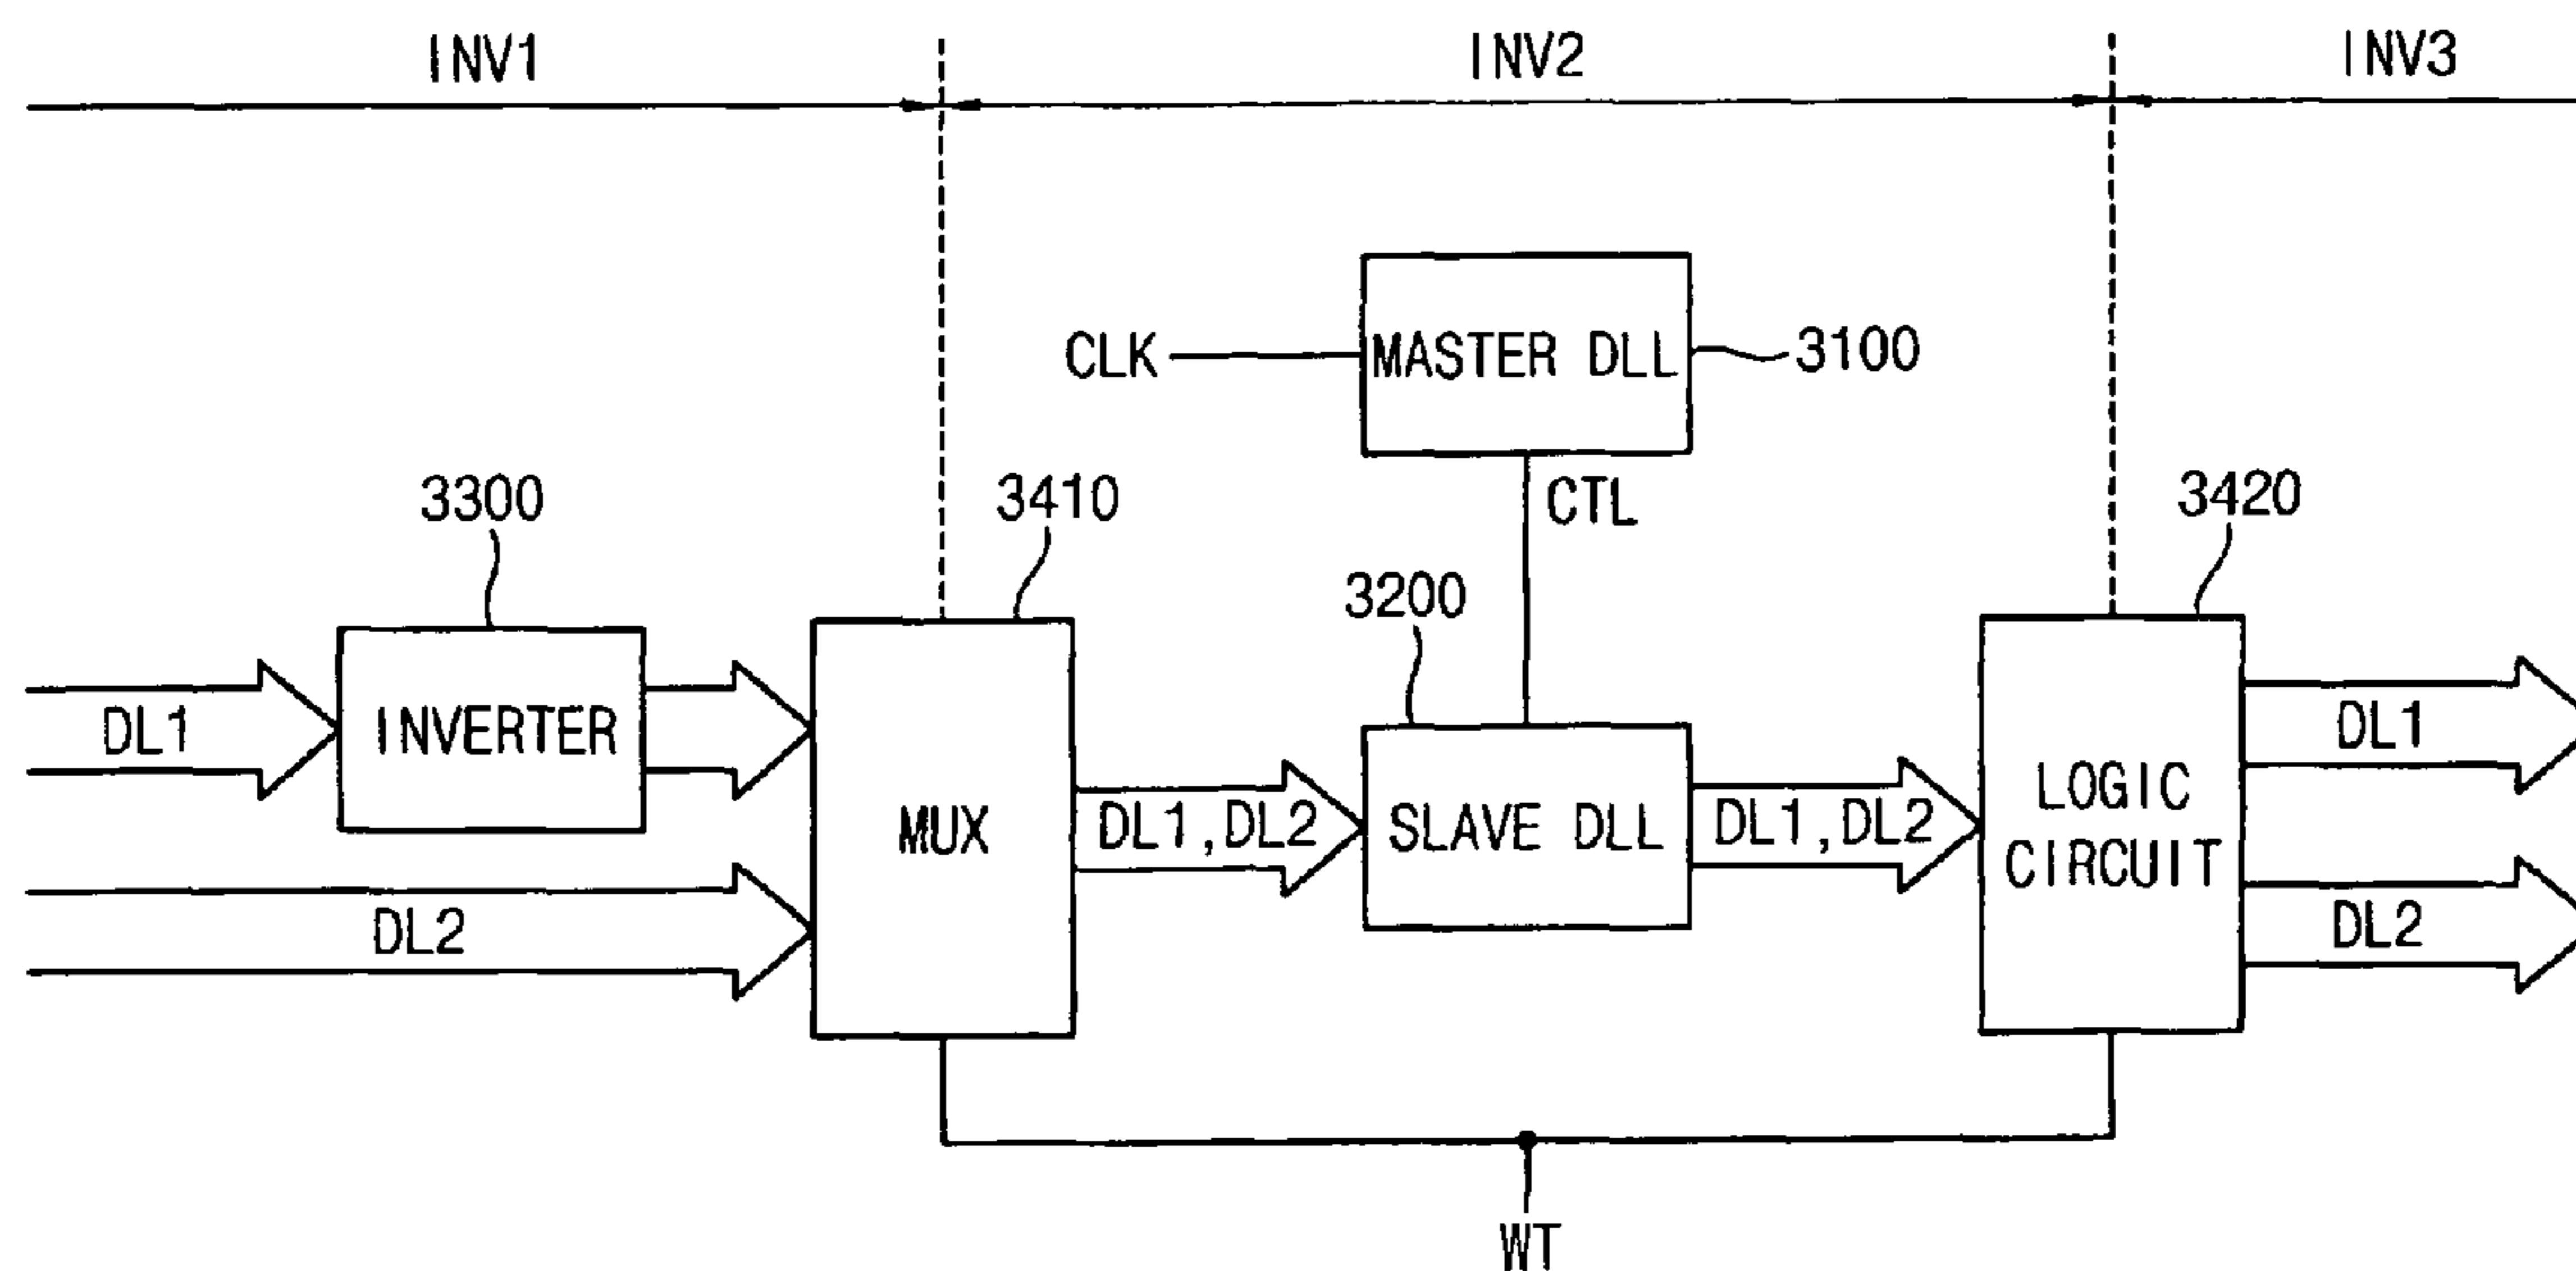 INV1
INV2
INV3
CLK
MASTER DLL
3100
CTL
3300
3410
3200
3420
DL1
INVERTER
DL2
MUX
DL1,DL2
SLAVE DLL
DL1,DL2
LOGIC
CIRCUIT
DL1
DL2
WT